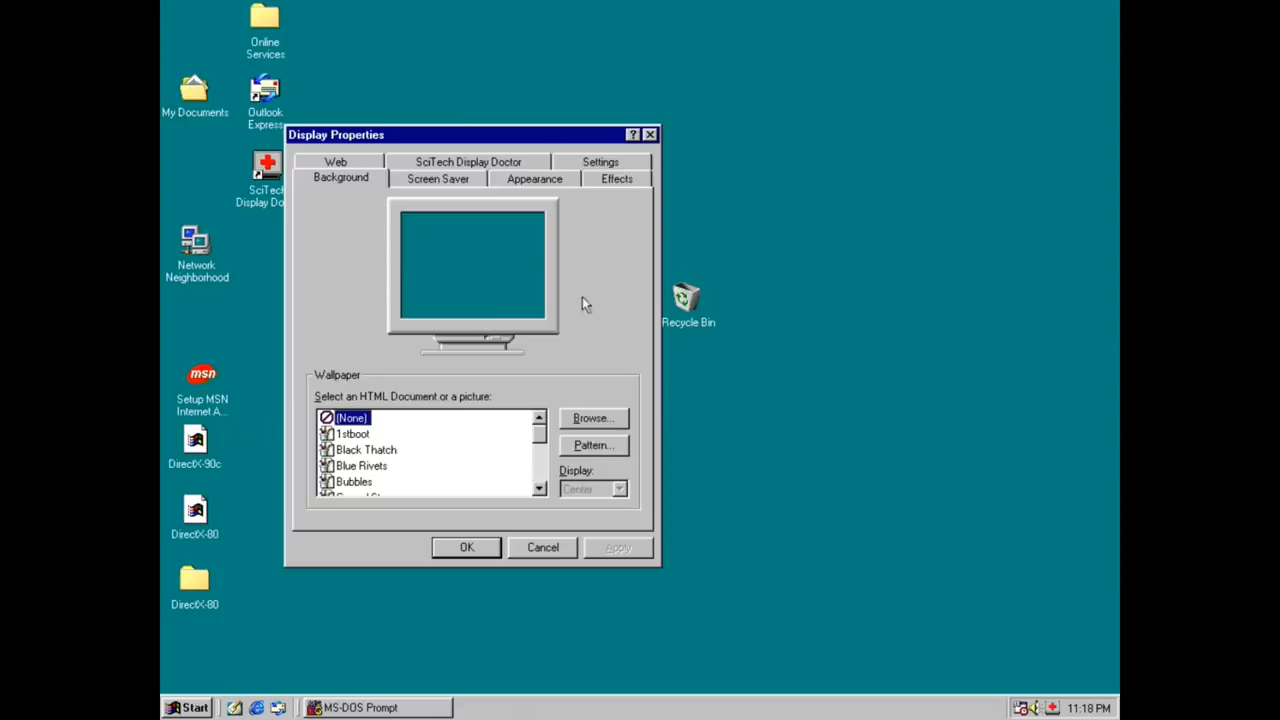 Online
Services
My Documents
Outlook
Express
SciTech
Display Do
Network
Neighborhood
msn
Setup MSN
Internet A...
DirectX-90c
DirectX-80
DirectX-80
Display Properties
Web
SciTech Display Doctor
Settings
Background
Screen Saver
Appearance
Effects
Wallpaper
Select an HTML Document or a picture:
(None)
1stboot
Black Thatch
Blue Rivets
Bubbles
Browse...
Pattern...
Display:
Center
OK
Cancel
Apply
Recycle Bin
Start
MS-DOS Prompt
11:18 PM